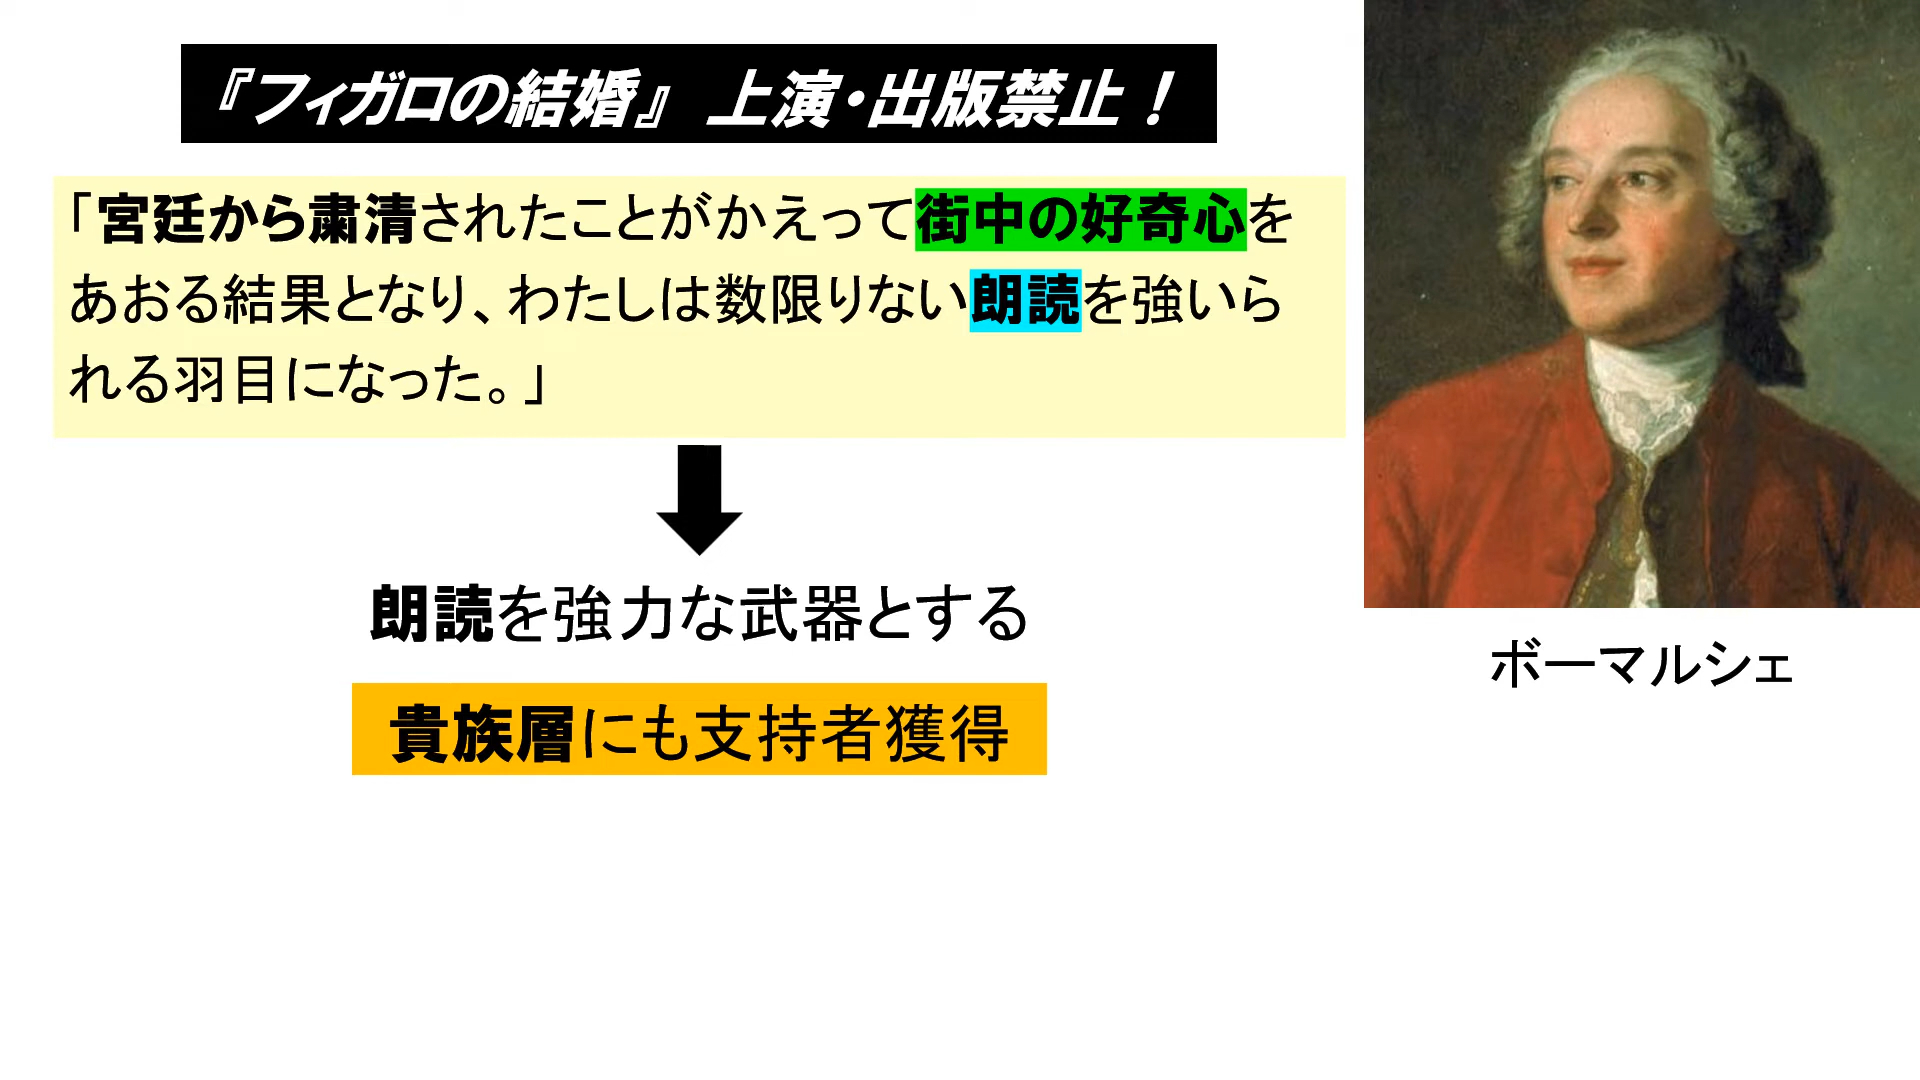 『フィガロの結婚』 上演・出版禁止！
「宮廷から粛清されたことがかえって街中の好奇心を
あおる結果となり、わたしは数限りない朗読を強いら
れる羽目になった。」
朗読を強力な武器とする
貴族層にも支持者獲得
ボーマルシェ